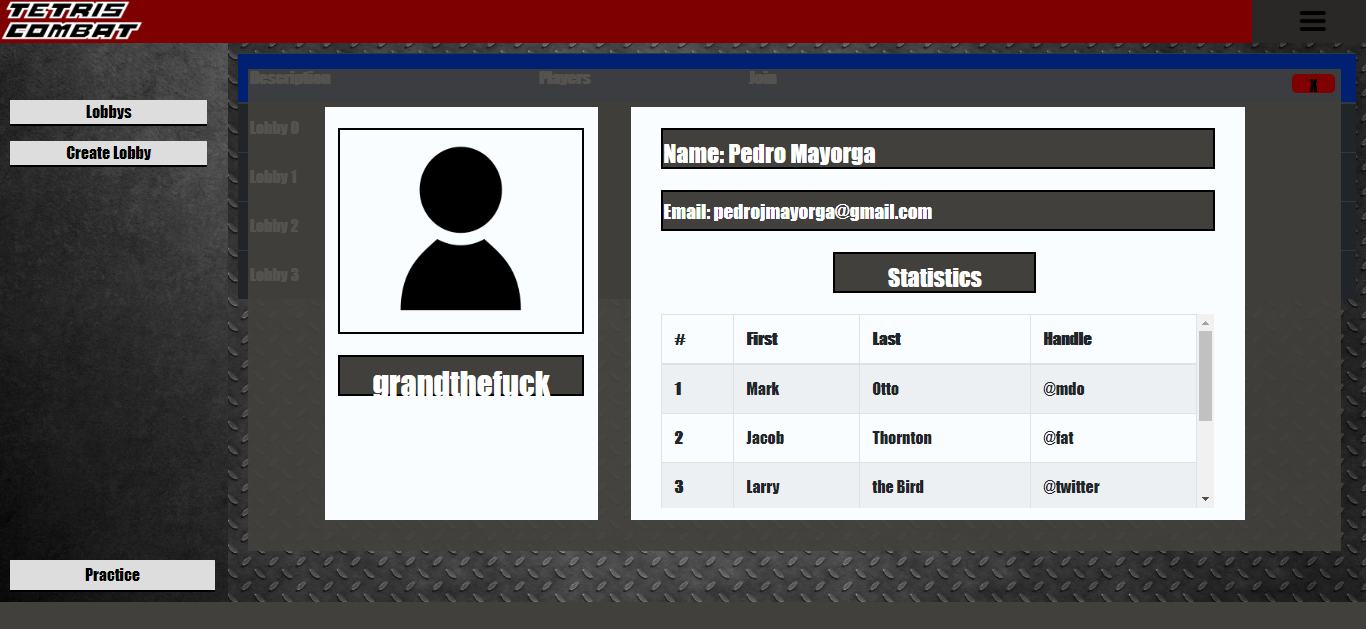 TETRIS
COMBAT
Description Players Join
X
Lobbys
Create Lobby
Lobby 0
Lobby 1
Lobby 2
Lobby 3
grandthefuck
Name: Pedro Mayorga
Email: pedrojmayorga@gmail.com
Statistics
# First Last Handle
1 Mark Otto @mdo
2 Jacob Thornton @fat
3 Larry the Bird @twitter
Practice